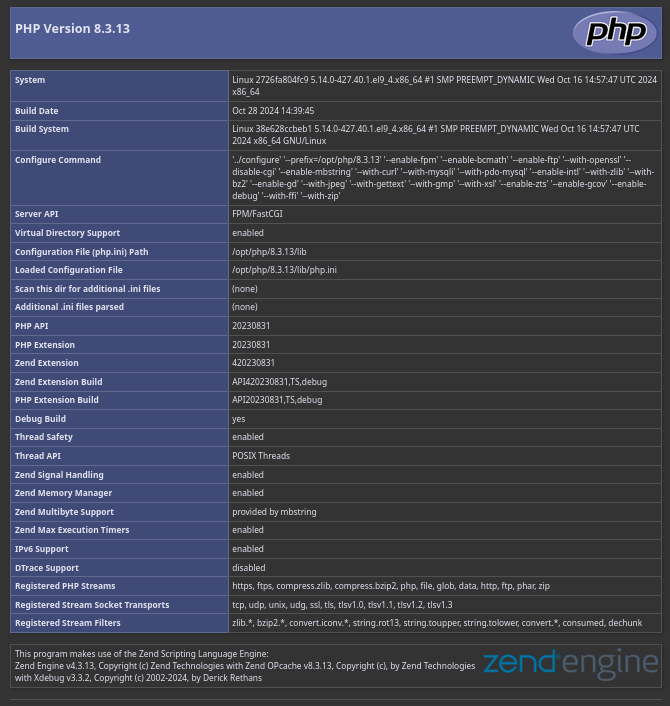 PHP Version 8.3.13
php
System
Linux 2726fa804fc9 5.14.0-427.40.1.el9_4.x86_64 #1 SMP PREEMPT_DYNAMIC Wed Oct 16 14:57:47 UTC 2024
x86_64
Build Date
Oct 28 2024 14:39:45
Build System
Linux 38e628ccbeb1 5.14.0-427.40.1.el9_4.x86_64 #1 SMP PREEMPT_DYNAMIC Wed Oct 16 14:57:47 UTC
2024 x86_64 GNU/Linux
Configure Command
'../configure' '--prefix=/opt/php/8.3.13' '--enable-fpm' '--enable-bcmath' '--enable-ftp' '--with-openssl' '--
disable-cgi' '--enable-mbstring' '--with-curl' '--with-mysqli' '--with-pdo-mysql' '--enable-intl' '--with-zlib' '--with-
bz2' '--enable-gd' '--with-jpeg' '--with-gettext' '--with-gmp' '--with-xsl' '--enable-zts' '--enable-gcov' '--enable-
debug' '--with-ffi' '--with-zip'
Server API
FPM/FastCGI
Virtual Directory Support
enabled
Configuration File (php.ini) Path
/opt/php/8.3.13/lib
Loaded Configuration File
/opt/php/8.3.13/lib/php.ini
Scan this dir for additional .ini files
(none)
Additional .ini files parsed
(none)
PHP API
20230831
PHP Extension
20230831
Zend Extension
420230831
Zend Extension Build
API420230831,TS,debug
PHP Extension Build
API20230831,TS,debug
Debug Build
yes
Thread Safety
enabled
Thread API
POSIX Threads
Zend Signal Handling
enabled
Zend Memory Manager
enabled
Zend Multibyte Support
provided by mbstring
Zend Max Execution Timers
enabled
IPv6 Support
enabled
DTrace Support
disabled
Registered PHP Streams
https, ftps, compress.zlib, compress.bzip2, php, file, glob, data, http, ftp, phar, zip
Registered Stream Socket Transports
tcp, udp, unix, udg, ssl, tls, tlsv1.0, tlsv1.1, tlsv1.2, tlsv1.3
Registered Stream Filters
zlib.*, bzip2.*, convert.iconv.*, string.rot13, string.toupper, string.tolower, convert.*, consumed, dechunk
This program makes use of the Zend Scripting Language Engine:
Zend Engine v4.3.13, Copyright (c) Zend Technologies with Zend OPcache v8.3.13, Copyright (c), by Zend Technologies
with Xdebug v3.3.2, Copyright (c) 2002-2024, by Derick Rethans
zend engine